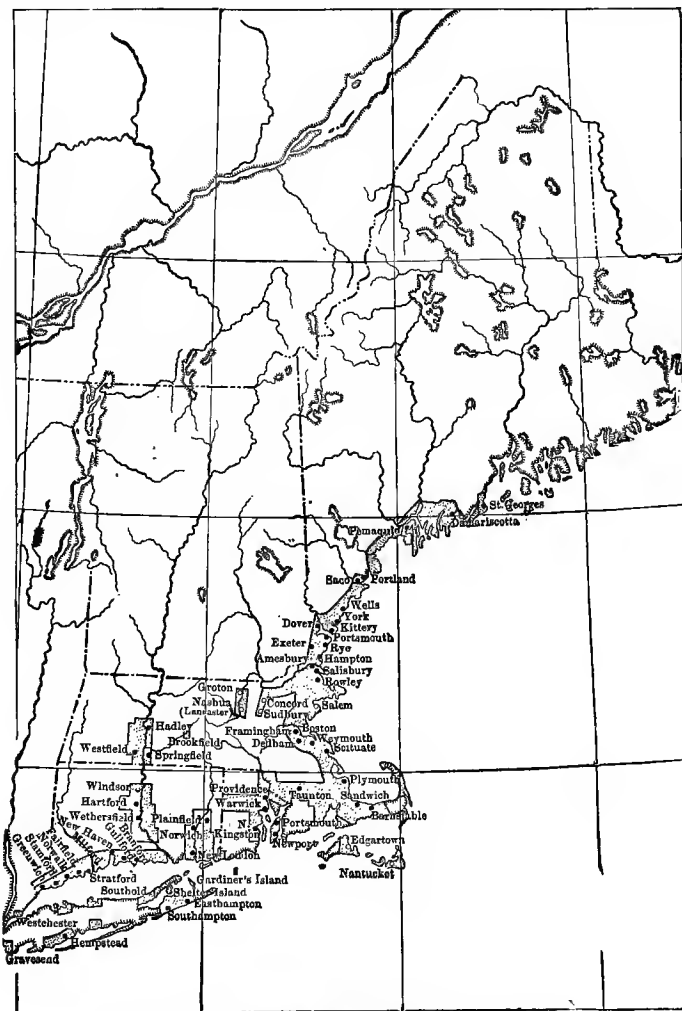 St. Georges
Pemaquid
Damariscotta
Saco
Portland
Wells
York
Dover
Kittery
Portsmouth
Exeter
Rye
Amesbury
Hampton
Salisbury
Rowley
Groton
Nashua
(Lancaster)
Concord
Sudbury
Salem
Hadley
Framingham
Boston
Brookfield
Dedham
Weymouth
Scituate
Westfield
Springfield
Windsor
Providence
Plymouth
Hartford
Warwick
Taunton
Sandwich
Wethersfield
Plainfield
N.
Portsmouth
Barnstable
New Haven
Branford
Guilford
Milford
Norwich
Kingston
Newport
Edgartown
Fairfield
Norwalk
Stamford
Greenwich
New London
Nantucket
Stratford
Gardiner's Island
Southold
Shelter Island
Easthampton
Southampton
Westchester
Hempstead
Gravesend